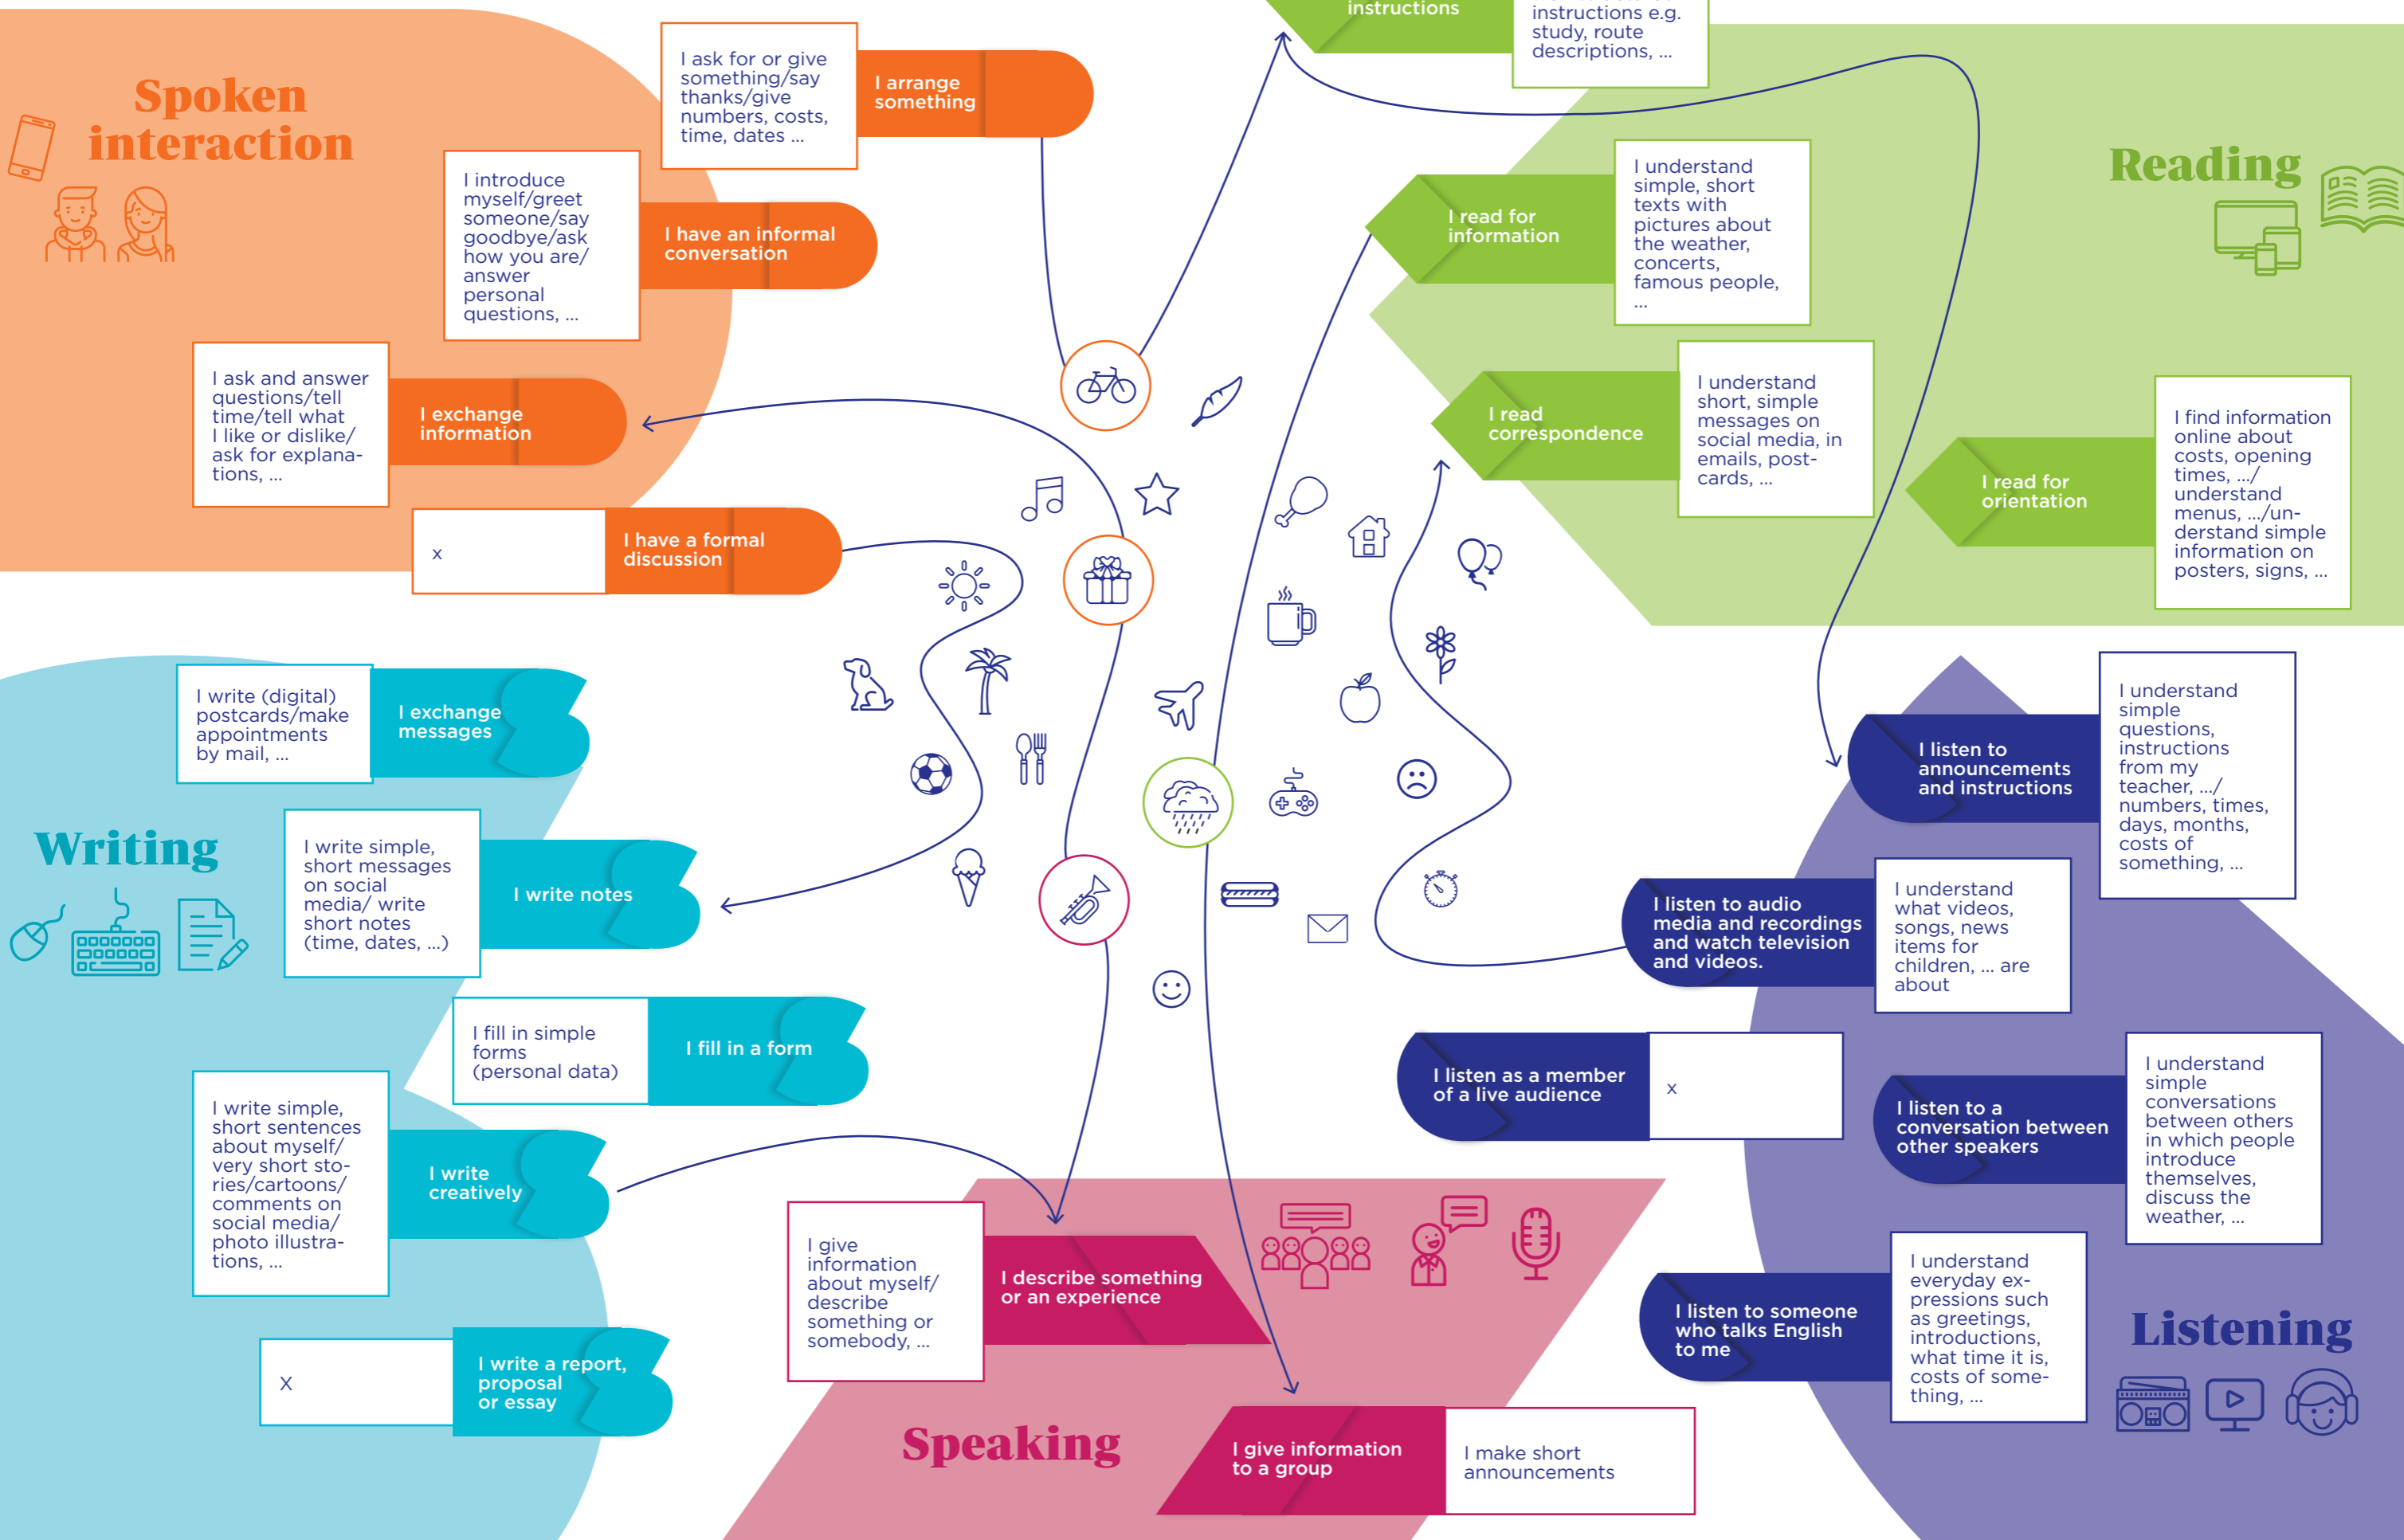 Spoken
interaction
I ask for or give
something/say
thanks/give
numbers, costs,
time, dates ...
I arrange
something
I introduce
myself/greet
someone/say
goodbye/ask
how you are/
answer
personal
questions, ...
I have an informal
conversation
I ask and answer
questions/tell
time/tell what
I like or dislike/
ask for explana-
tions, ...
I exchange
information
x
I have a formal
discussion
instructions
instructions e.g.
study, route
descriptions, ...
Reading
I read for
information
I understand
simple, short
texts with
pictures about
the weather,
concerts,
famous people,
...
I read
correspondence
I understand
short, simple
messages on
social media, in
emails, post-
cards, ...
I read for
orientation
I find information
online about
costs, opening
times, .../
understand
menus, .../un-
derstand simple
information on
posters, signs, ...
Writing
I write (digital)
postcards/make
appointments
by mail, ...
I exchange
messages
I write simple,
short messages
on social
media/ write
short notes
(time, dates, ...)
I write notes
I fill in simple
forms
(personal data)
I fill in a form
I write simple,
short sentences
about myself/
very short sto-
ries/cartoons/
comments on
social media/
photo illustra-
tions, ...
I write
creatively
X
I write a report,
proposal
or essay
I listen to
announcements
and instructions
I understand
simple
questions,
instructions
from my
teacher, .../
numbers, times,
days, months,
costs of
something, ...
I listen to audio
media and recordings
and watch television
and videos.
I understand
what videos,
songs, news
items for
children, ... are
about
I listen as a member
of a live audience
x
I listen to a
conversation between
other speakers
I understand
simple
conversations
between others
in which people
introduce
themselves,
discuss the
weather, ...
I listen to someone
who talks English
to me
I understand
everyday ex-
pressions such
as greetings,
introductions,
what time it is,
costs of some-
thing, ...
Listening
I give
information
about myself/
describe
something or
somebody, ...
I describe something
or an experience
Speaking
I give information
to a group
I make short
announcements